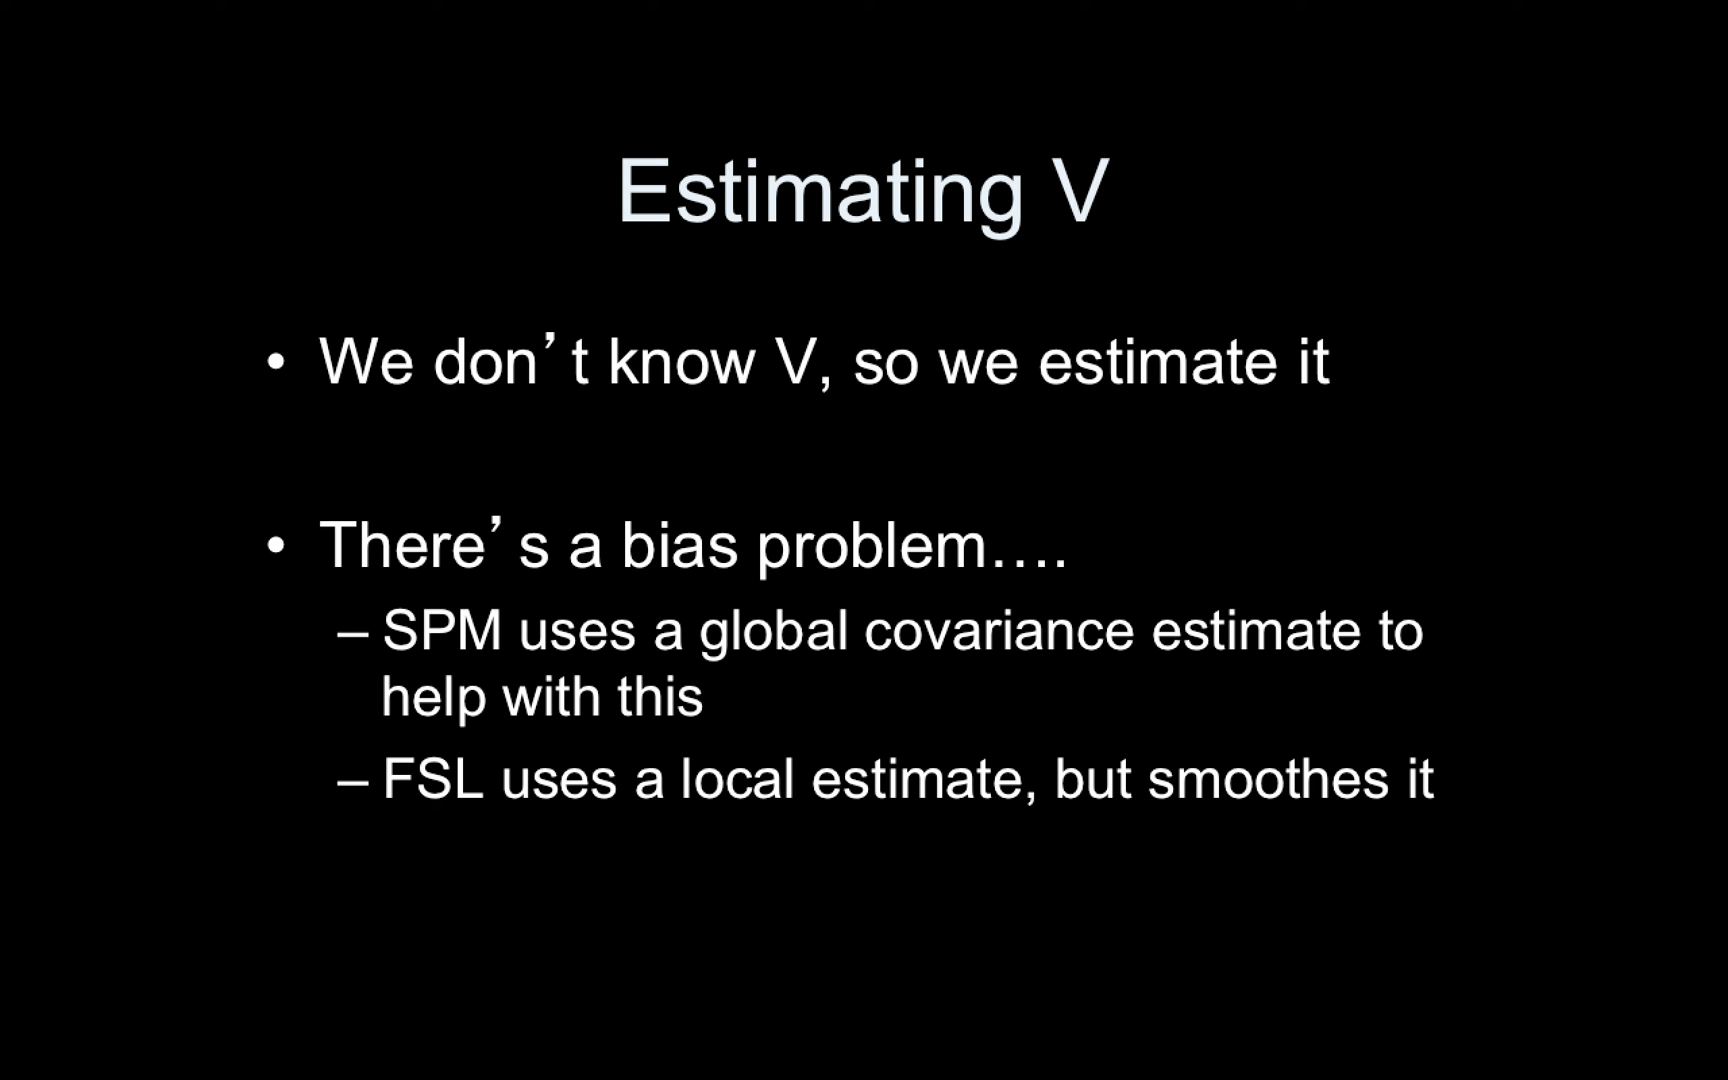 Estimating V
• We don’t know V, so we estimate it
• There’s a bias problem….
– SPM uses a global covariance estimate to
help with this
– FSL uses a local estimate, but smoothes it